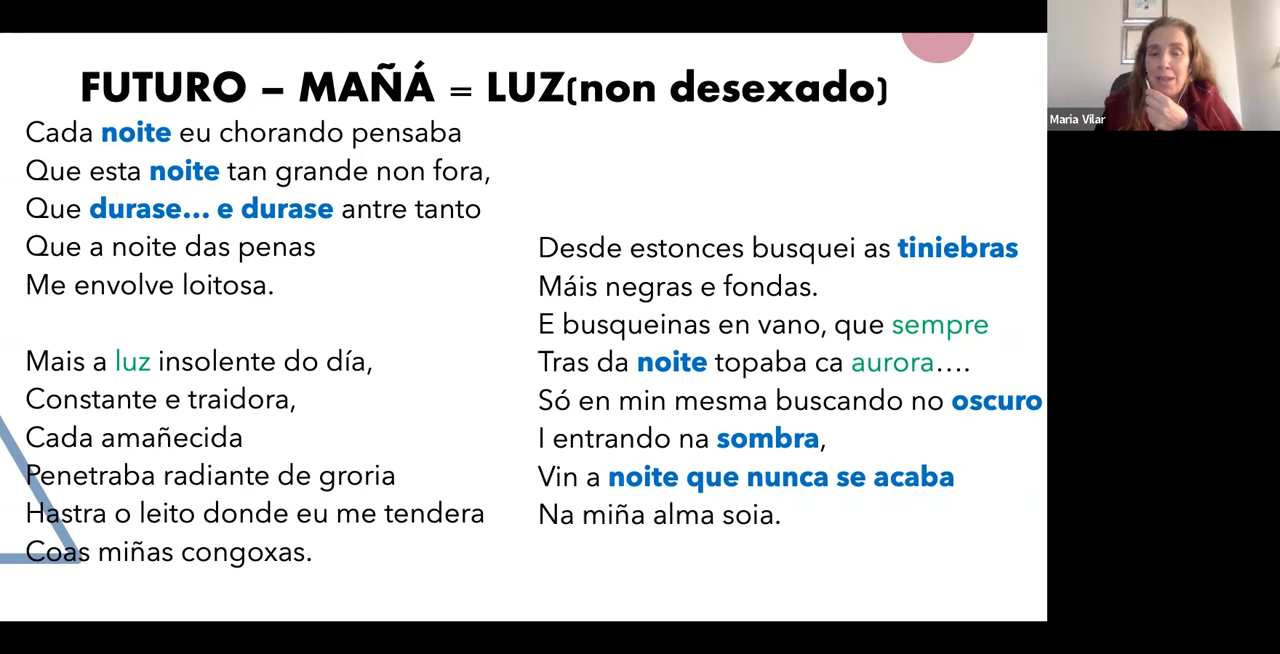 FUTURO – MAÑÁ = LUZ(non desexado)
Cada noite eu chorando pensaba
Que esta noite tan grande non fora,
Que durase... e durase antre tanto
Que a noite das penas
Me envolve loitosa.
Mais a luz insolente do día,
Constante e traidora,
Cada amañecida
Penetraba radiante de groria
Hastra o leito donde eu me tendera
Coas miñas congoxas.
Desde estonces busquei as tiniebras
Máis negras e fondas.
E busqueinas en vano, que sempre
Tras da noite topaba ca aurora....
Só en min mesma buscando no oscuro
I entrando na sombra,
Vin a noite que nunca se acaba
Na miña alma soia.
Maria Vilar